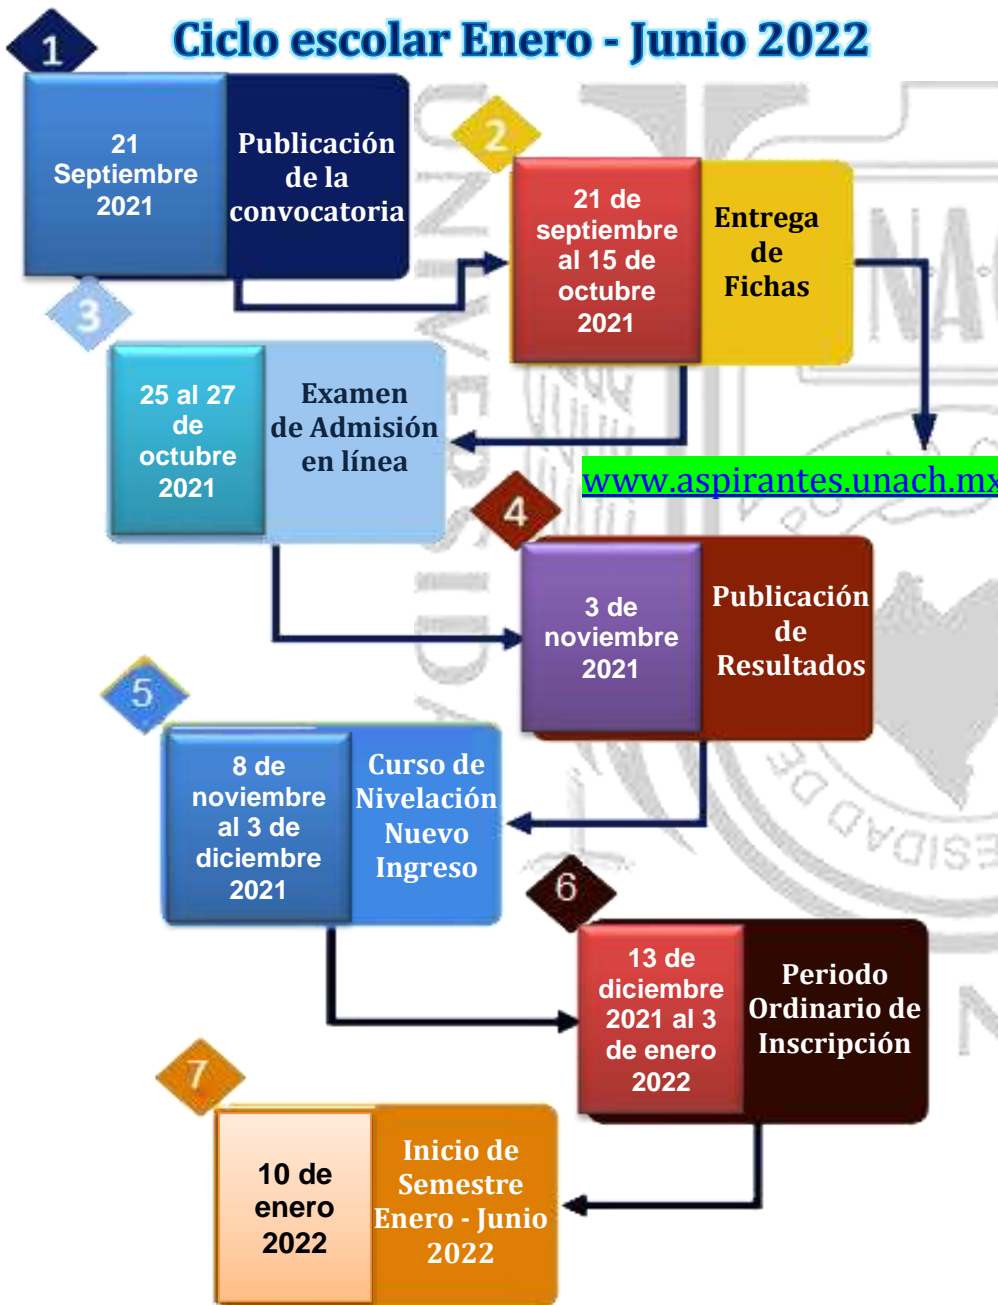 Ciclo escolar Enero - Junio 2022
1
21
Septiembre
2021
Publicación
de la
convocatoria
2
21 de
septiembre
al 15 de
octubre
2021
Entrega
de
Fichas
3
25 al 27
de
octubre
2021
Examen
de Admisión
en línea
www.aspirantes.unach.mx
4
3 de
noviembre
2021
Publicación
de
Resultados
5
8 de
noviembre
al 3 de
diciembre
2021
Curso de
Nivelación
Nuevo
Ingreso
6
13 de
diciembre
2021 al 3
de enero
2022
Periodo
Ordinario de
Inscripción
7
10 de
enero
2022
Inicio de
Semestre
Enero - Junio
2022